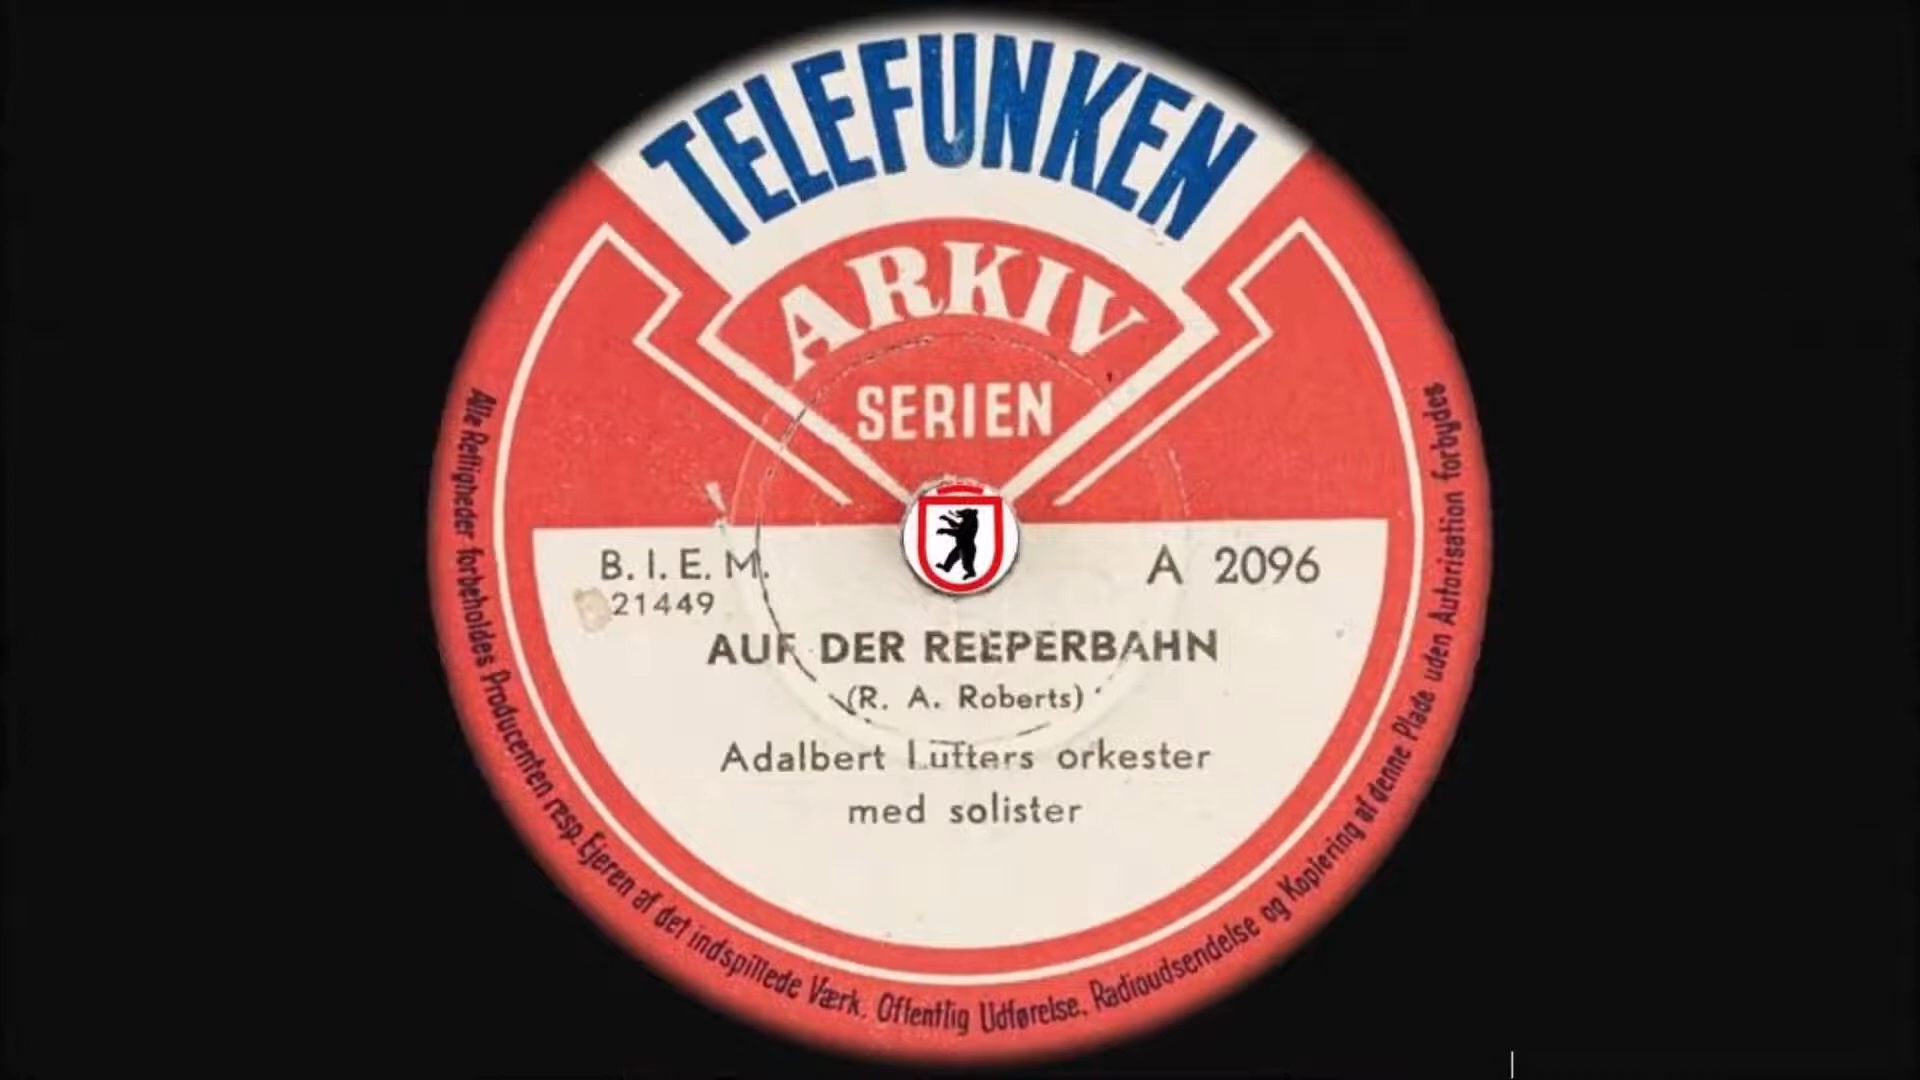 TELEFUNKEN
ARKIV
SERIEN
B. I. E. M.
A 2096
21449
AUF DER REEPERBAHN
(R. A. Roberts)
Adalbert Lutters orkester
med solister
Alle Rettigheder forbeholdes Producenten resp. Ejeren af det indspillede Værk. Offentlig Udførelse, Radioudsendelse og Kopiering af denne Plade uden Autorisation forbydes